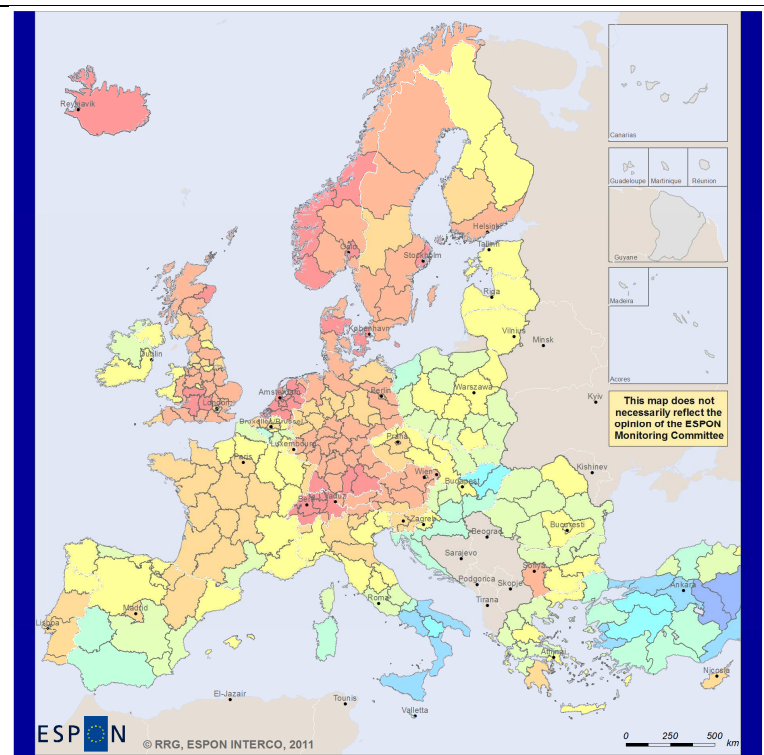 Canarias
Guadeloupe
Martinique
Réunion
Guyane
Madeira
Acores
This map does not
necessarily reflect the
opinion of the ESPON
Monitoring Committee
Reykjavik
Helsinki
Tallinn
Oslo
Stockholm
Riga
Vilnius
Minsk
København
Dublin
London
Amsterdam
Berlin
Warszawa
Kyiv
Bruxelles/Brussel
Luxembourg
Praha
Paris
Wien
Budapest
Kishinev
Bern
Vaduz
Zagreb
Beograd
Bucuresti
Sarajevo
Sofiya
Podgorica
Skopje
Tirana
Roma
Ankara
Madrid
Lisboa
Athinai
Nicosia
El-Jazair
Tounis
Valletta
ESPON
© RRG, ESPON INTERCO, 2011
0 250 500
km